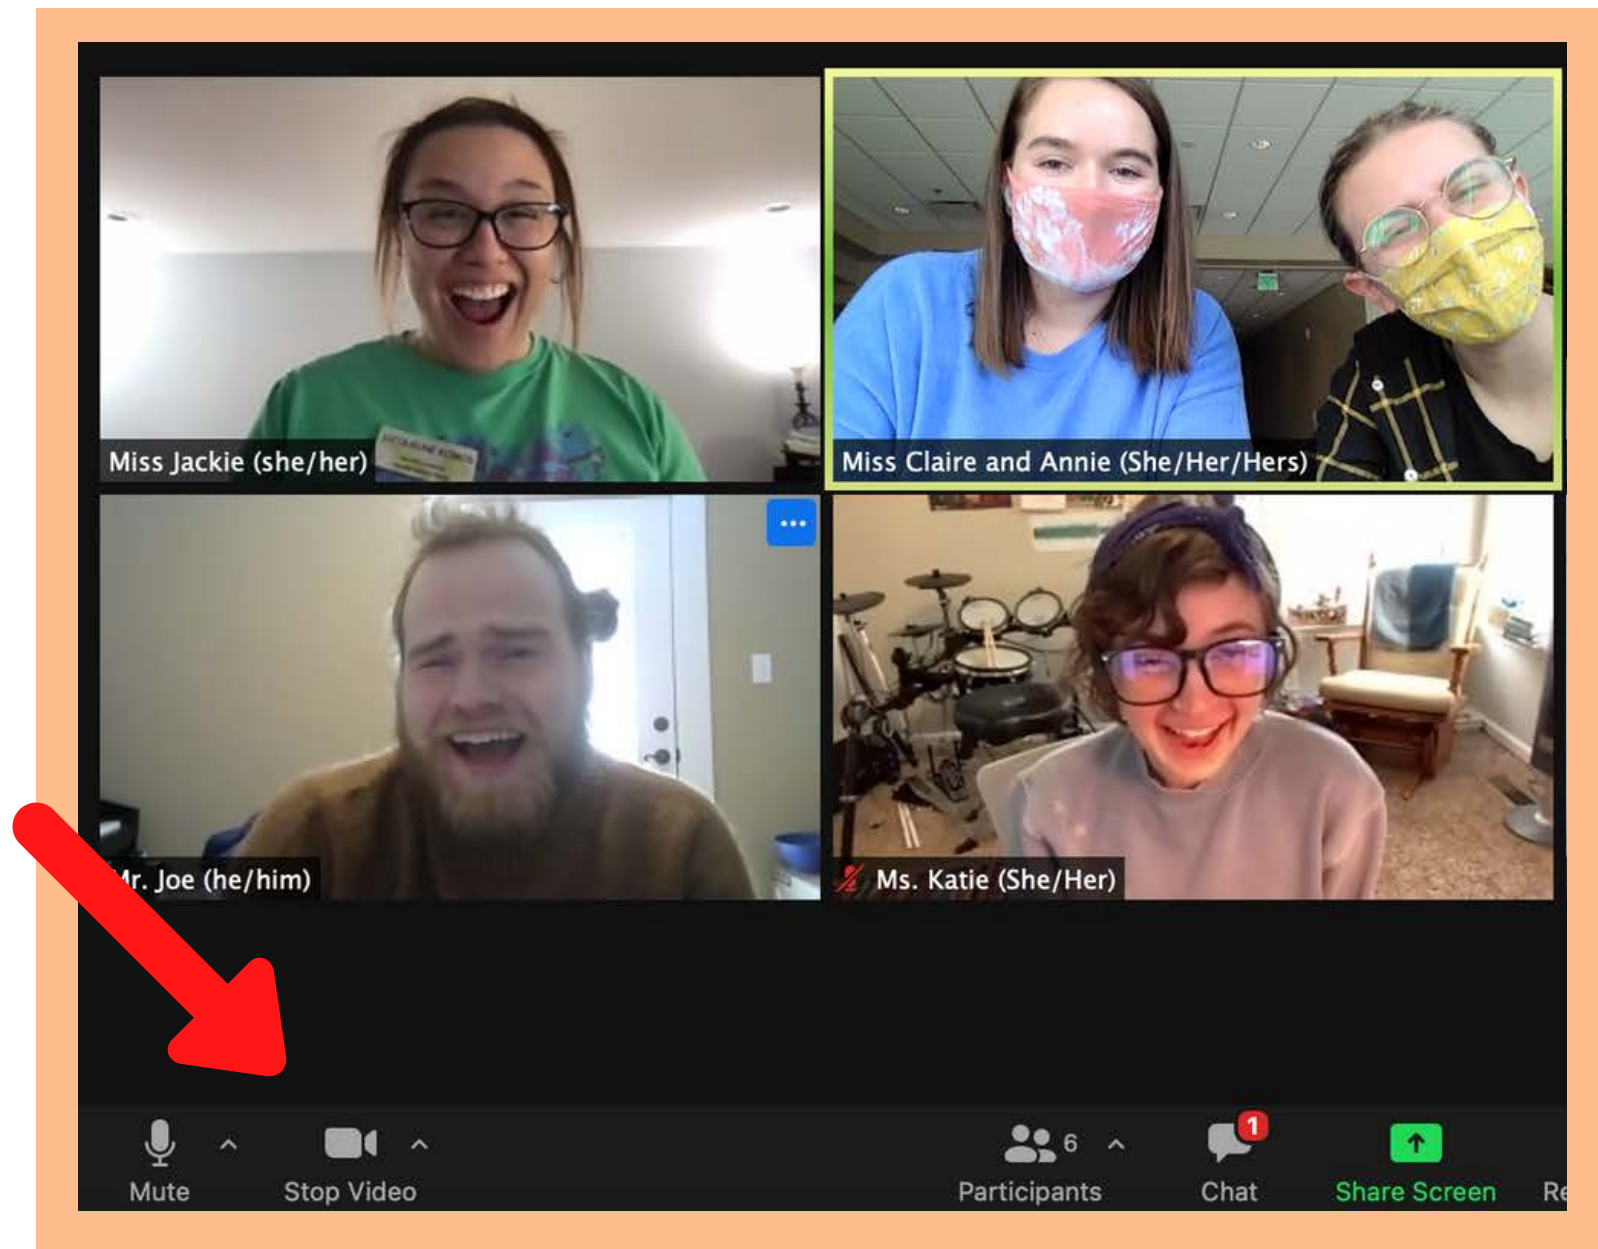 Miss Jackie (she/her)
Miss Claire and Annie (She/Her/Hers)
Mr. Joe (he/him)
Ms. Katie (She/Her)
Mute
Stop Video
6
Participants
1
Chat
Share Screen
Re